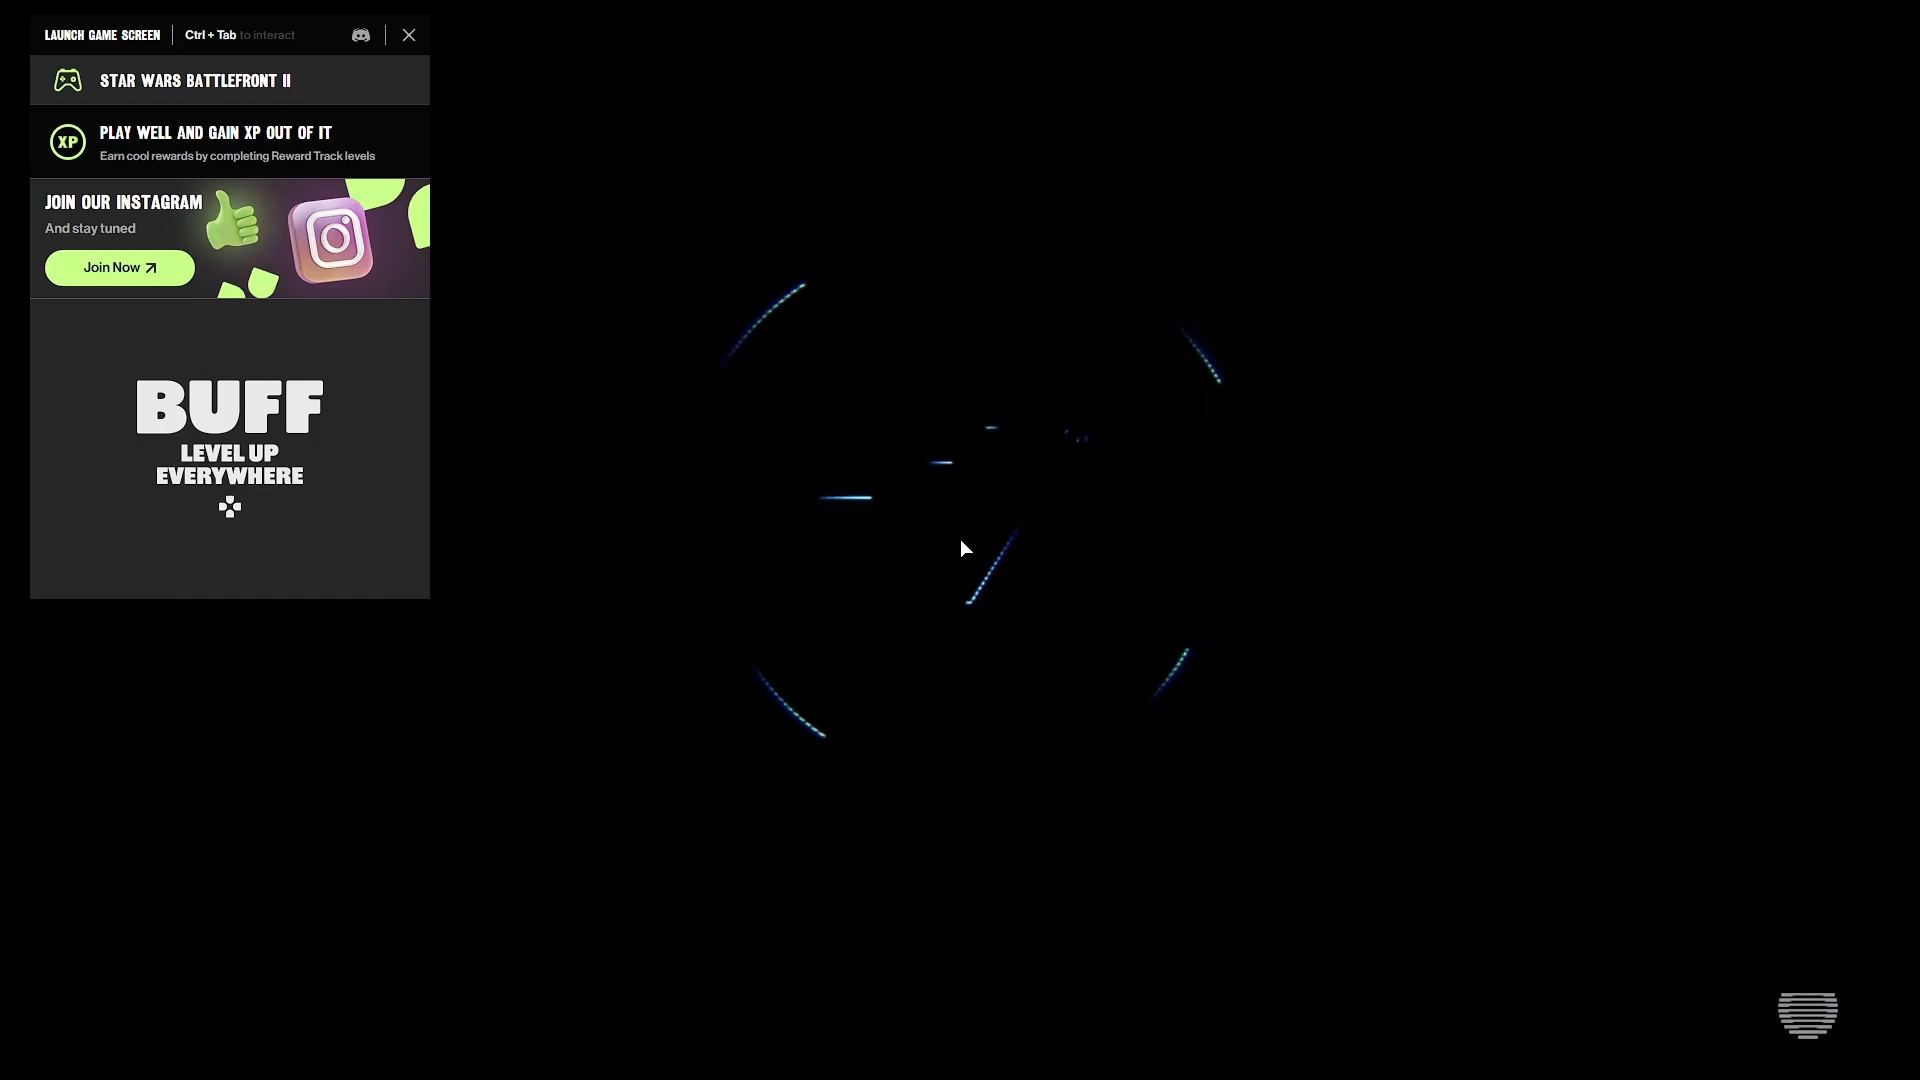 LAUNCH GAME SCREEN
Ctrl + Tab to interact
STAR WARS BATTLEFRONT II
XP
PLAY WELL AND GAIN XP OUT OF IT
Earn cool rewards by completing Reward Track levels
JOIN OUR INSTAGRAM
And stay tuned
Join Now
BUFF
LEVEL UP
EVERYWHERE